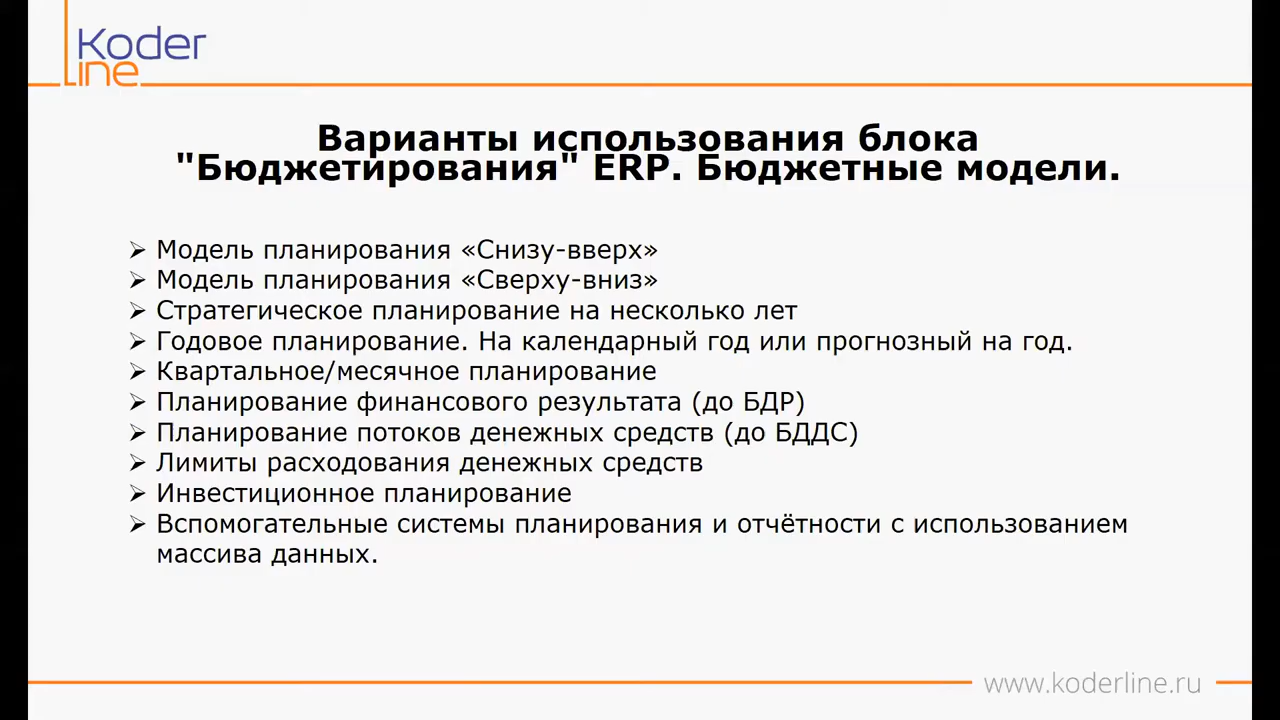 Koder
Line
Варианты использования блока
"Бюджетирования" ERP. Бюджетные модели.
➢ Модель планирования «Снизу-вверх»
➢ Модель планирования «Сверху-вниз»
➢ Стратегическое планирование на несколько лет
➢ Годовое планирование. На календарный год или прогнозный на год.
➢ Квартальное/месячное планирование
➢ Планирование финансового результата (до БДР)
➢ Планирование потоков денежных средств (до БДДС)
➢ Лимиты расходования денежных средств
➢ Инвестиционное планирование
➢ Вспомогательные системы планирования и отчётности с использованием
массива данных.
www.koderline.ru